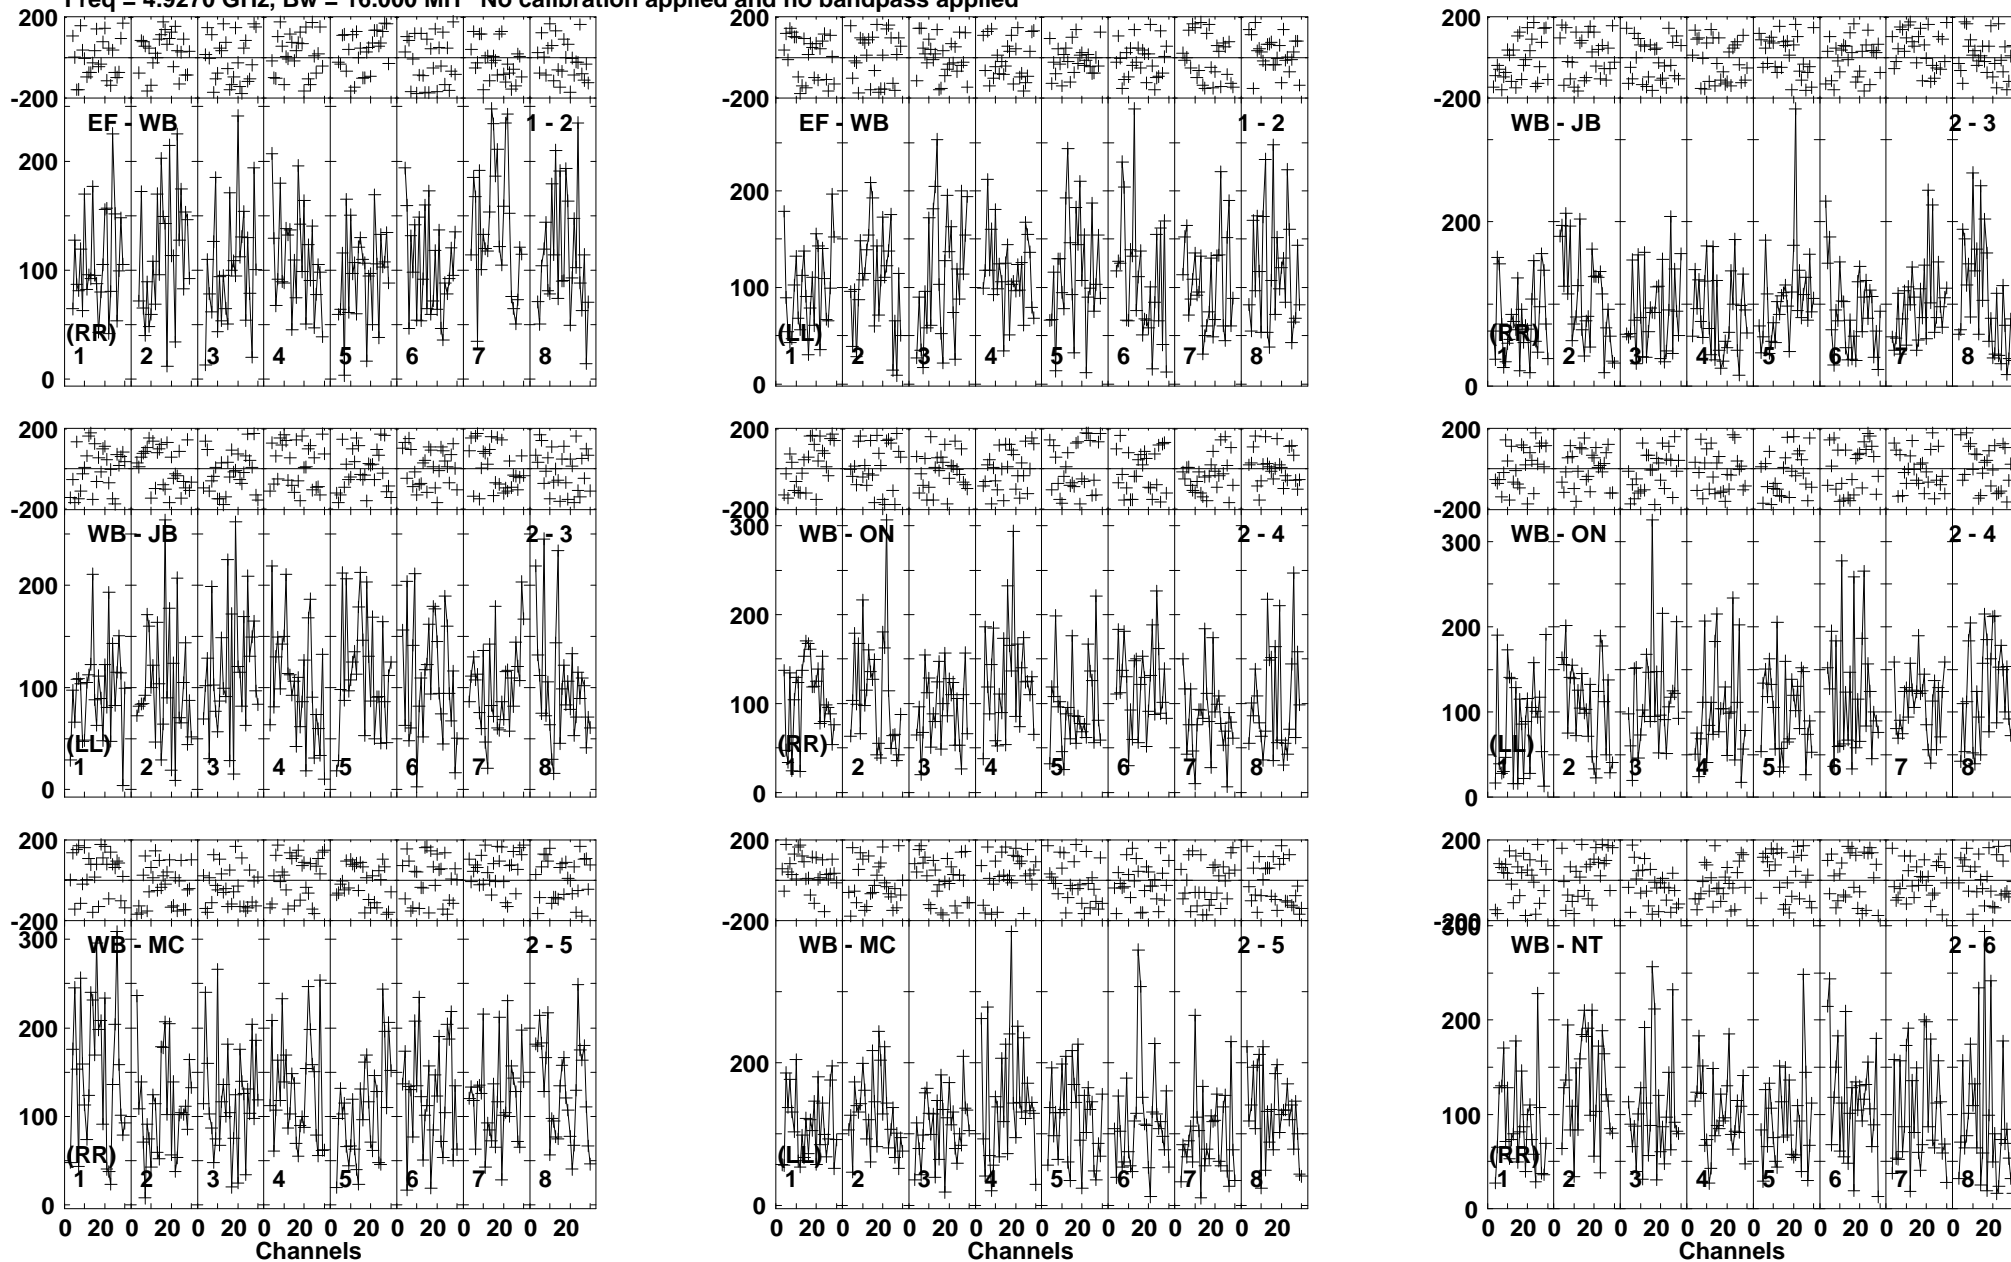 Freq = 4.9270 GHz, Bw = 16.000 MH No calibration applied and no bandpass applied
200 200 200
-200 -200 -200
EF - WB 1 - 2 EF - WB 1 - 2 WB - JB 2 - 3
200 200 200
100 100
(RR) (LL) (RR)
1 2 3 4 5 6 7 8 1 2 3 4 5 6 7 8 1 2 3 4 5 6 7 8
0 0 0
200 200 200
-200 -200 -200
300 300
WB - JB 2 - 3 WB - ON 2 - 4 WB - ON 2 - 4
200 200 200
100 100 100
(LL) (RR) (LL)
1 2 3 4 5 6 7 8 1 2 3 4 5 6 7 8 1 2 3 4 5 6 7 8
0 0 0
200 200 200
-200 -200 -200
300 300
WB - MC 2 - 5 WB - MC 2 - 5 WB - NT 2 - 6
200 200 200
100 100
(RR) (LL) (RR)
1 2 3 4 5 6 7 8 1 2 3 4 5 6 7 8 1 2 3 4 5 6 7 8
0 0 0
0 20 0 20 0 20 0 20 0 20 0 20 0 20 0 20 0 20 0 20 0 20 0 20 0 20 0 20 0 20 0 20 0 20 0 20 0 20 0 20 0 20 0 20 0 20 0 20
Channels Channels Channels